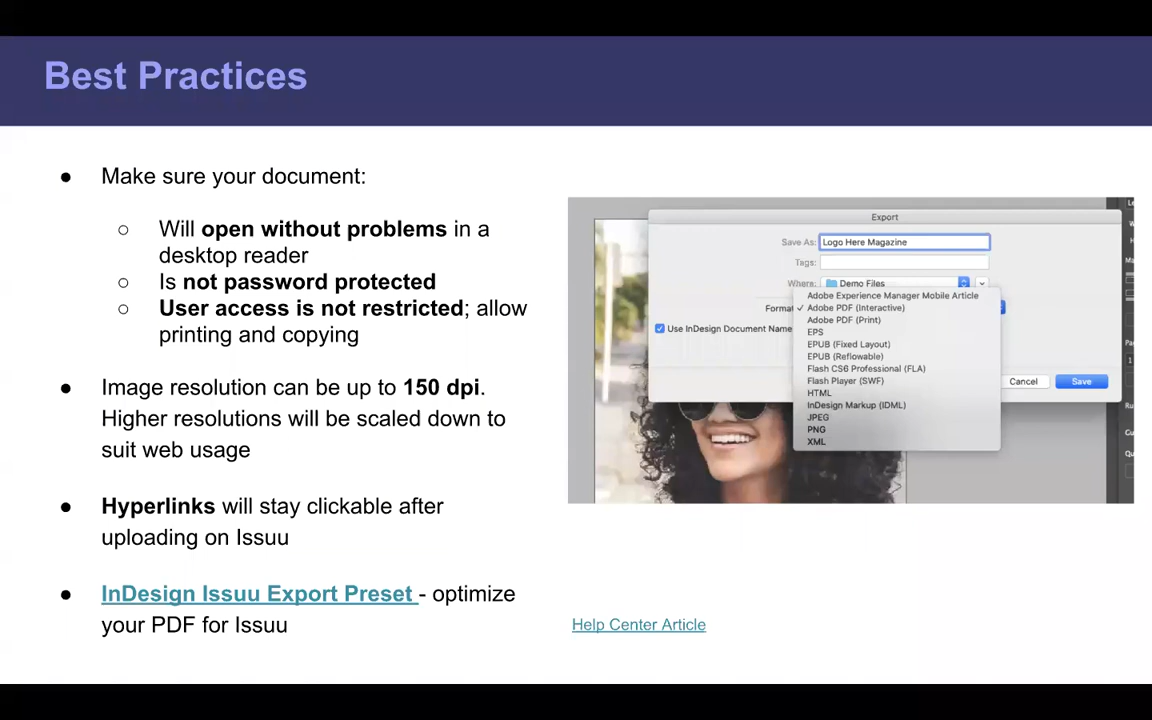 Best Practices
● Make sure your document:
○ Will open without problems in a
desktop reader
○ Is not password protected
○ User access is not restricted; allow
printing and copying
● Image resolution can be up to 150 dpi.
Higher resolutions will be scaled down to
suit web usage
● Hyperlinks will stay clickable after
uploading on Issuu
● InDesign Issuu Export Preset - optimize
your PDF for Issuu
Export
Save As: Logo Here Magazine
Tags:
Where: Demo Files
Format
Use InDesign Document Name
Adobe Experience Manager Mobile Article
✓ Adobe PDF (Interactive)
Adobe PDF (Print)
EPS
EPUB (Fixed Layout)
EPUB (Reflowable)
Flash CS6 Professional (FLA)
Flash Player (SWF)
HTML
InDesign Markup (IDML)
JPEG
PNG
XML
Cancel
Save
Help Center Article